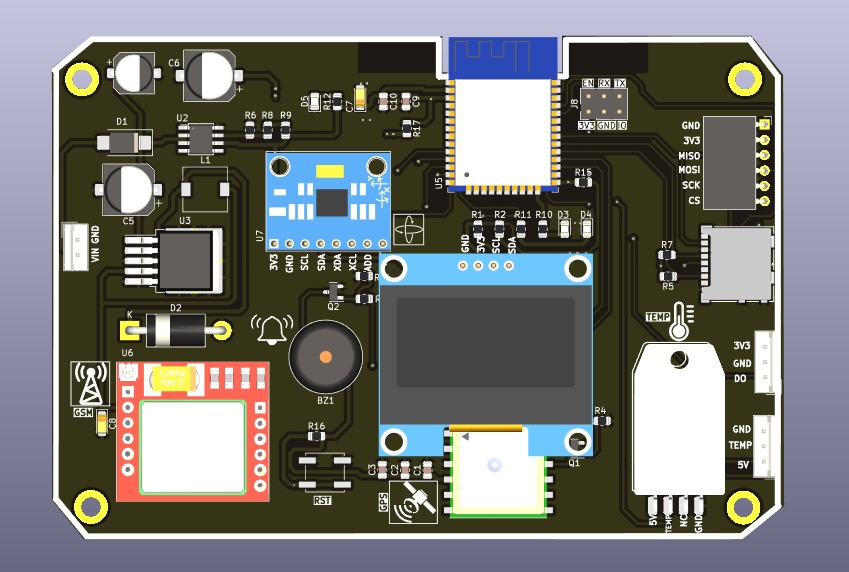 C6
D1
U2
L1
R6 R8 R9
D5
R12
C7
C10
C9
R17
U5
EN RX TX
J8
3V3 GND IO
GND
3V3
MISO
MOSI
SCK
CS
C5
U3
VIN GND
U7
3V3
GND
SCL
SDA
XDA
XCL
ADD
R15
R1 R2 R11 R10 D3 D4
GND
3V3
SCL
SDA
R7
R5
Q2
K
D2
U6
BZ1
TEMP
3V3
GND
DO
GSM
C8
R16
RST
C3
C2
C1
GPS
Q1
R4
GND
TEMP
5V
5V
TEMP
NC
GND